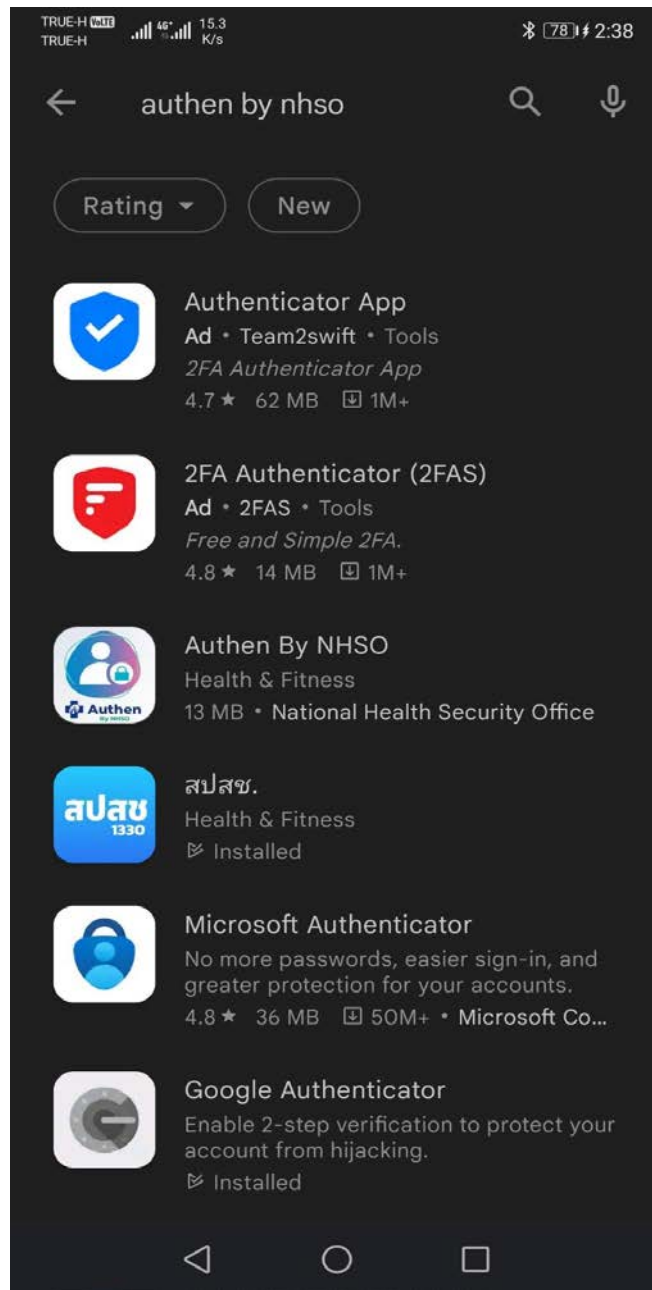 TRUE-H VoLTE 4G+ 15.3 78 2:38
TRUE-H K/s
authen by nhso
Rating New
Authenticator App
Ad • Team2swift • Tools
2FA Authenticator App
4.7 ★ 62 MB 1M+
2FA Authenticator (2FAS)
Ad • 2FAS • Tools
Free and Simple 2FA.
4.8 ★ 14 MB 1M+
Authen By NHSO
Health & Fitness
13 MB • National Health Security Office
Authen
By NHSO
สปสช.
Health & Fitness
Installed
สปสช
1330
Microsoft Authenticator
No more passwords, easier sign-in, and
greater protection for your accounts.
4.8 ★ 36 MB 50M+ • Microsoft Co...
Google Authenticator
Enable 2-step verification to protect your
account from hijacking.
Installed